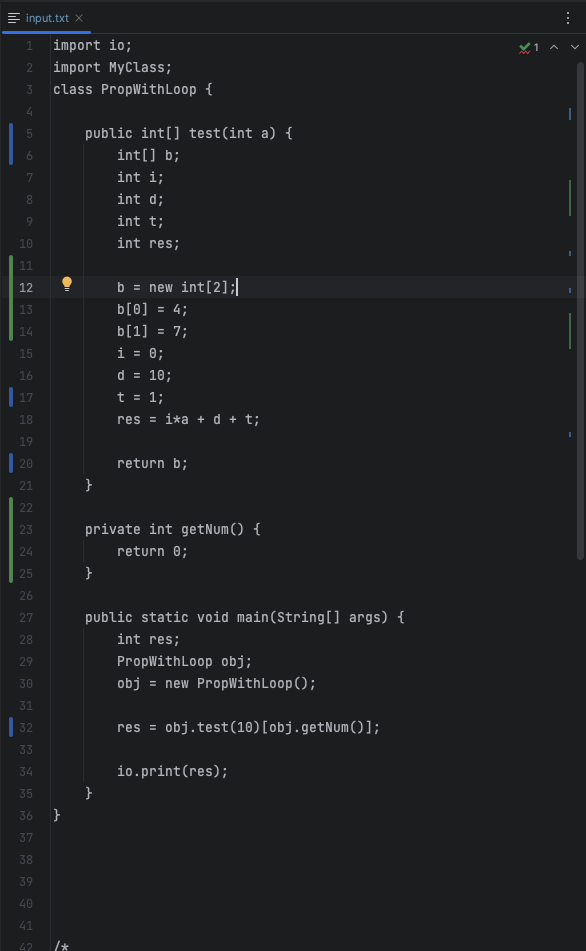 input.txt
1
1 import io;
2 import MyClass;
3 class PropWithLoop {
4
5     public int[] test(int a) {
6         int[] b;
7         int i;
8         int d;
9         int t;
10         int res;
11
12         b = new int[2];
13         b[0] = 4;
14         b[1] = 7;
15         i = 0;
16         d = 10;
17         t = 1;
18         res = i*a + d + t;
19
20         return b;
21     }
22
23     private int getNum() {
24         return 0;
25     }
26
27     public static void main(String[] args) {
28         int res;
29         PropWithLoop obj;
30         obj = new PropWithLoop();
31
32         res = obj.test(10)[obj.getNum()];
33
34         io.print(res);
35     }
36 }
37
38
39
40
41
42 /*